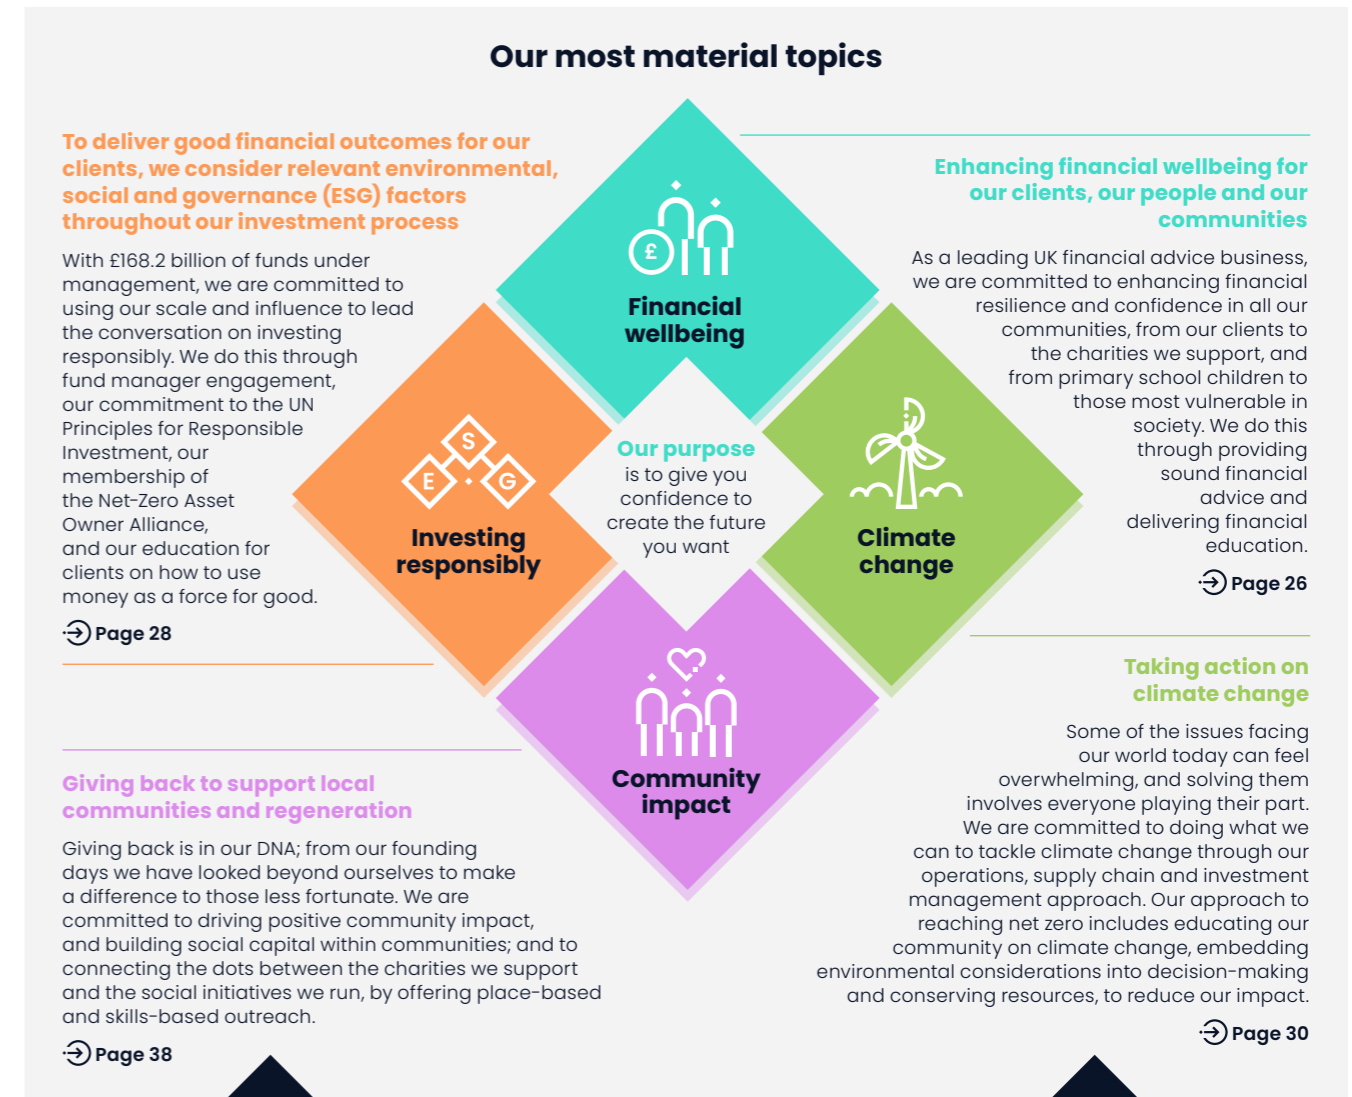 Our most material topics
To deliver good financial outcomes for our
clients, we consider relevant environmental,
social and governance (ESG) factors
throughout our investment process
With £168.2 billion of funds under
management, we are committed to
using our scale and influence to lead
the conversation on investing
responsibly. We do this through
fund manager engagement,
our commitment to the UN
Principles for Responsible
Investment, our
membership of
the Net-Zero Asset
Owner Alliance,
and our education for
clients on how to use
money as a force for good.
Page 28
£
Financial
wellbeing
Enhancing financial wellbeing for
our clients, our people and our
communities
As a leading UK financial advice business,
we are committed to enhancing financial
resilience and confidence in all our
communities, from our clients to
the charities we support, and
from primary school children to
those most vulnerable in
society. We do this
through providing
sound financial
advice and
delivering financial
education.
Page 26
S
E G
Investing
responsibly
Our purpose
is to give you
confidence to
create the future
you want
Climate
change
Community
impact
Giving back to support local
communities and regeneration
Giving back is in our DNA; from our founding
days we have looked beyond ourselves to make
a difference to those less fortunate. We are
committed to driving positive community impact,
and building social capital within communities; and to
connecting the dots between the charities we support
and the social initiatives we run, by offering place-based
and skills-based outreach.
Page 38
Taking action on
climate change
Some of the issues facing
our world today can feel
overwhelming, and solving them
involves everyone playing their part.
We are committed to doing what we
can to tackle climate change through our
operations, supply chain and investment
management approach. Our approach to
reaching net zero includes educating our
community on climate change, embedding
environmental considerations into decision-making
and conserving resources, to reduce our impact.
Page 30